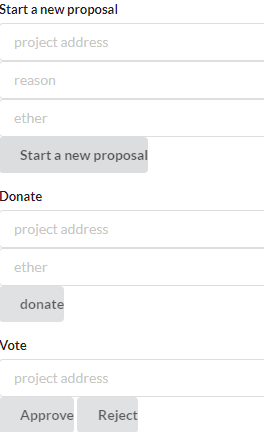 Start a new proposal
project address
reason
ether
Start a new proposal
Donate
project address
ether
donate
Vote
project address
Approve Reject